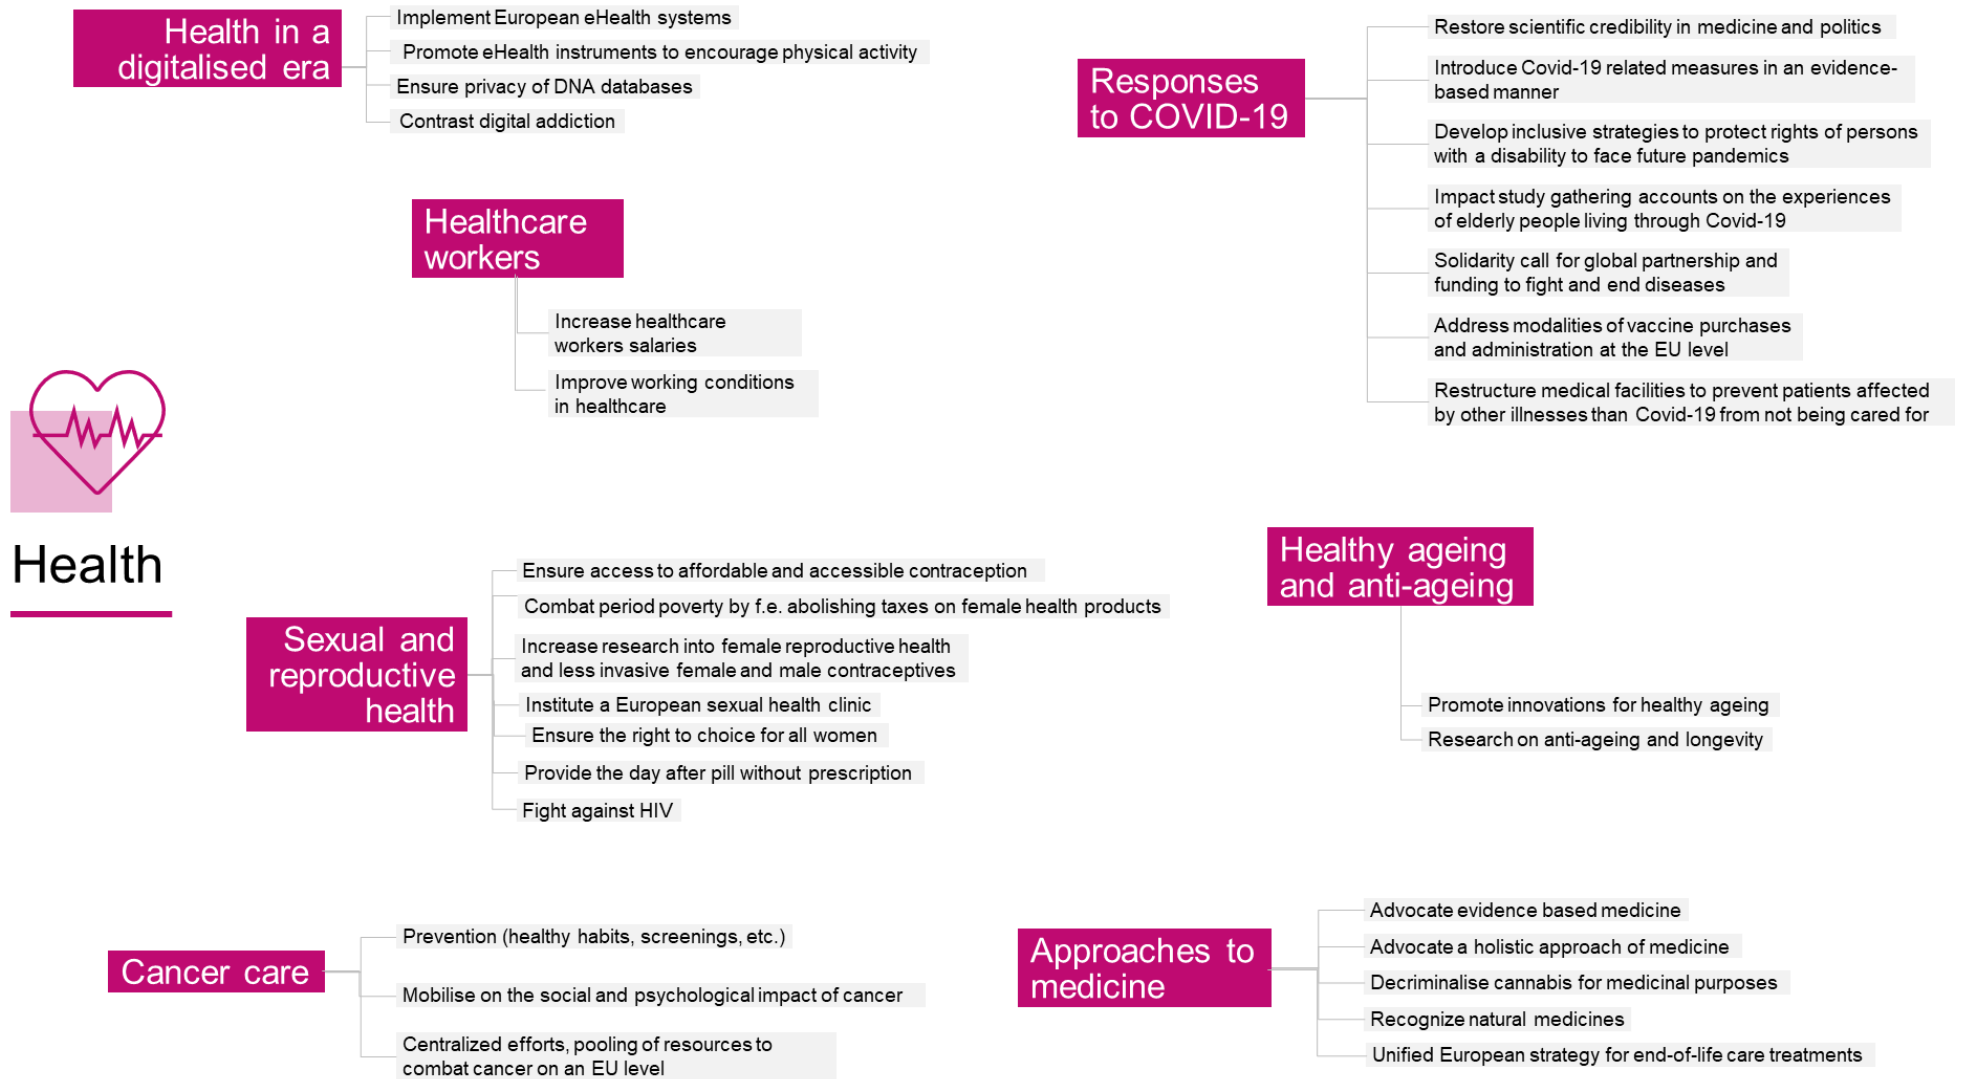 Health in a
digitalised era
Implement European eHealth systems
Promote eHealth instruments to encourage physical activity
Ensure privacy of DNA databases
Contrast digital addiction
Responses
to COVID-19
Restore scientific credibility in medicine and politics
Introduce Covid-19 related measures in an evidence-
based manner
Develop inclusive strategies to protect rights of persons
with a disability to face future pandemics
Impact study gathering accounts on the experiences
of elderly people living through Covid-19
Solidarity call for global partnership and
funding to fight and end diseases
Address modalities of vaccine purchases
and administration at the EU level
Restructure medical facilities to prevent patients affected
by other illnesses than Covid-19 from not being cared for
Healthcare
workers
Increase healthcare
workers salaries
Improve working conditions
in healthcare
Health
Sexual and
reproductive
health
Ensure access to affordable and accessible contraception
Combat period poverty by f.e. abolishing taxes on female health products
Increase research into female reproductive health
and less invasive female and male contraceptives
Institute a European sexual health clinic
Ensure the right to choice for all women
Provide the day after pill without prescription
Fight against HIV
Healthy ageing
and anti-ageing
Promote innovations for healthy ageing
Research on anti-ageing and longevity
Cancer care
Prevention (healthy habits, screenings, etc.)
Mobilise on the social and psychological impact of cancer
Centralized efforts, pooling of resources to
combat cancer on an EU level
Approaches to
medicine
Advocate evidence based medicine
Advocate a holistic approach of medicine
Decriminalise cannabis for medicinal purposes
Recognize natural medicines
Unified European strategy for end-of-life care treatments